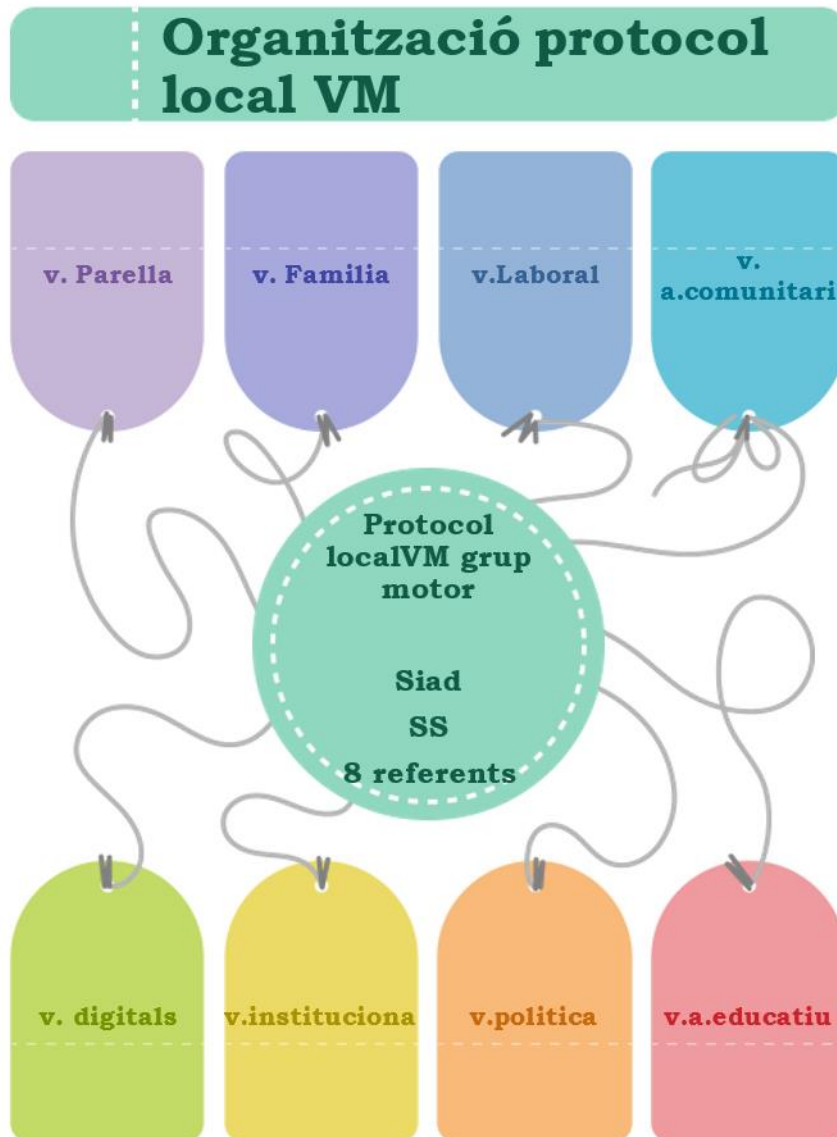 Organització protocol
local VM
v. Parella
v. Familia
v.Laboral
v.
a.comunitari
Protocol
localVM grup
motor
Siad
SS
8 referents
v. digitals
v.instituciona
v.politica
v.a.educatiu